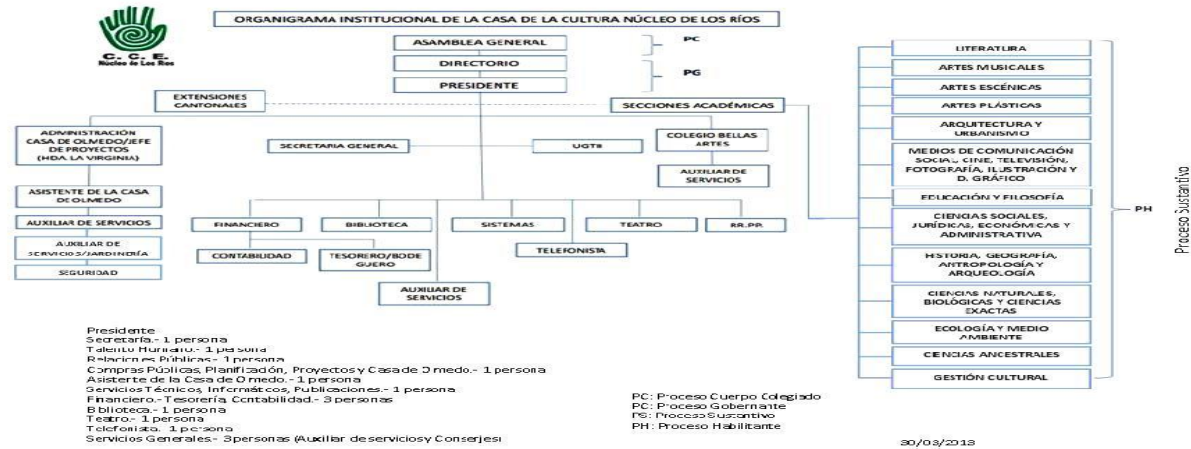 ORGANIGRAMA INSTITUCIONAL DE LA CASA DE LA CULTURA NÚCLEO DE LOS RÍOS
C. C. E.
Núcleo de Los Ríos
ASAMBLEA GENERAL
PC
DIRECTORIO
PG
PRESIDENTE
EXTENSIONES
CANTONALES
SECCIONES ACADÉMICAS
ADMINISTRACIÓN
CASA DE OLMEDO/JEFE
DE PROYECTOS
(HDA. LA VIRGINIA)
SECRETARIA GENERAL
UGTH
COLEGIO BELLAS
ARTES
AUXILIAR DE
SERVICIOS
ASISTENTE DE LA CASA
DE OLMEDO
AUXILIAR DE SERVICIOS
AUXILIAR DE
SERVICIOS/JARDINERÍA
SEGURIDAD
FINANCIERO
BIBLIOTECA
SISTEMAS
TEATRO
RR.PP.
CONTABILIDAD
TESORERO/BODE
GUERO
TELEFONISTA
AUXILIAR DE
SERVICIOS
LITERATURA
ARTES MUSICALES
ARTES ESCÉNICAS
ARTES PLÁSTICAS
ARQUITECTURA Y
URBANISMO
MEDIOS DE COMUNICACIÓN
SOCIAL, CINE, TELEVISIÓN,
FOTOGRAFÍA, ILUSTRACIÓN Y
D. GRÁFICO
EDUCACIÓN Y FILOSOFÍA
CIENCIAS SOCIALES,
JURÍDICAS, ECONÓMICAS Y
ADMINISTRATIVA
HISTORIA, GEOGRAFÍA,
ANTROPOLOGÍA Y
ARQUEOLOGÍA
CIENCIAS NATURALES,
BIOLÓGICAS Y CIENCIAS
EXACTAS
ECOLOGÍA Y MEDIO
AMBIENTE
CIENCIAS ANCESTRALES
GESTIÓN CULTURAL
PH
Proceso Sustantivo
Presidente
Secretaría.- 1 persona
Talento Humano.- 1 persona
Relaciones Públicas.- 1 persona
Compras Públicas, Planificación, Proyectos y Casa de Olmedo.- 1 persona
Asistente de la Casa de Olmedo.- 1 persona
Servicios Técnicos, Informáticos, Publicaciones.- 1 persona
Financiero.- Tesorería, Contabilidad.- 3 personas
Biblioteca.- 1 persona
Teatro.- 1 persona
Telefonista.- 1 persona
Servicios Generales.- 3personas (Auxiliar de servicios y Conserjes)
PC: Proceso Cuerpo Colegiado
PC: Proceso Gobernante
PS: Proceso Sustantivo
PH: Proceso Habilitante
30/03/2013